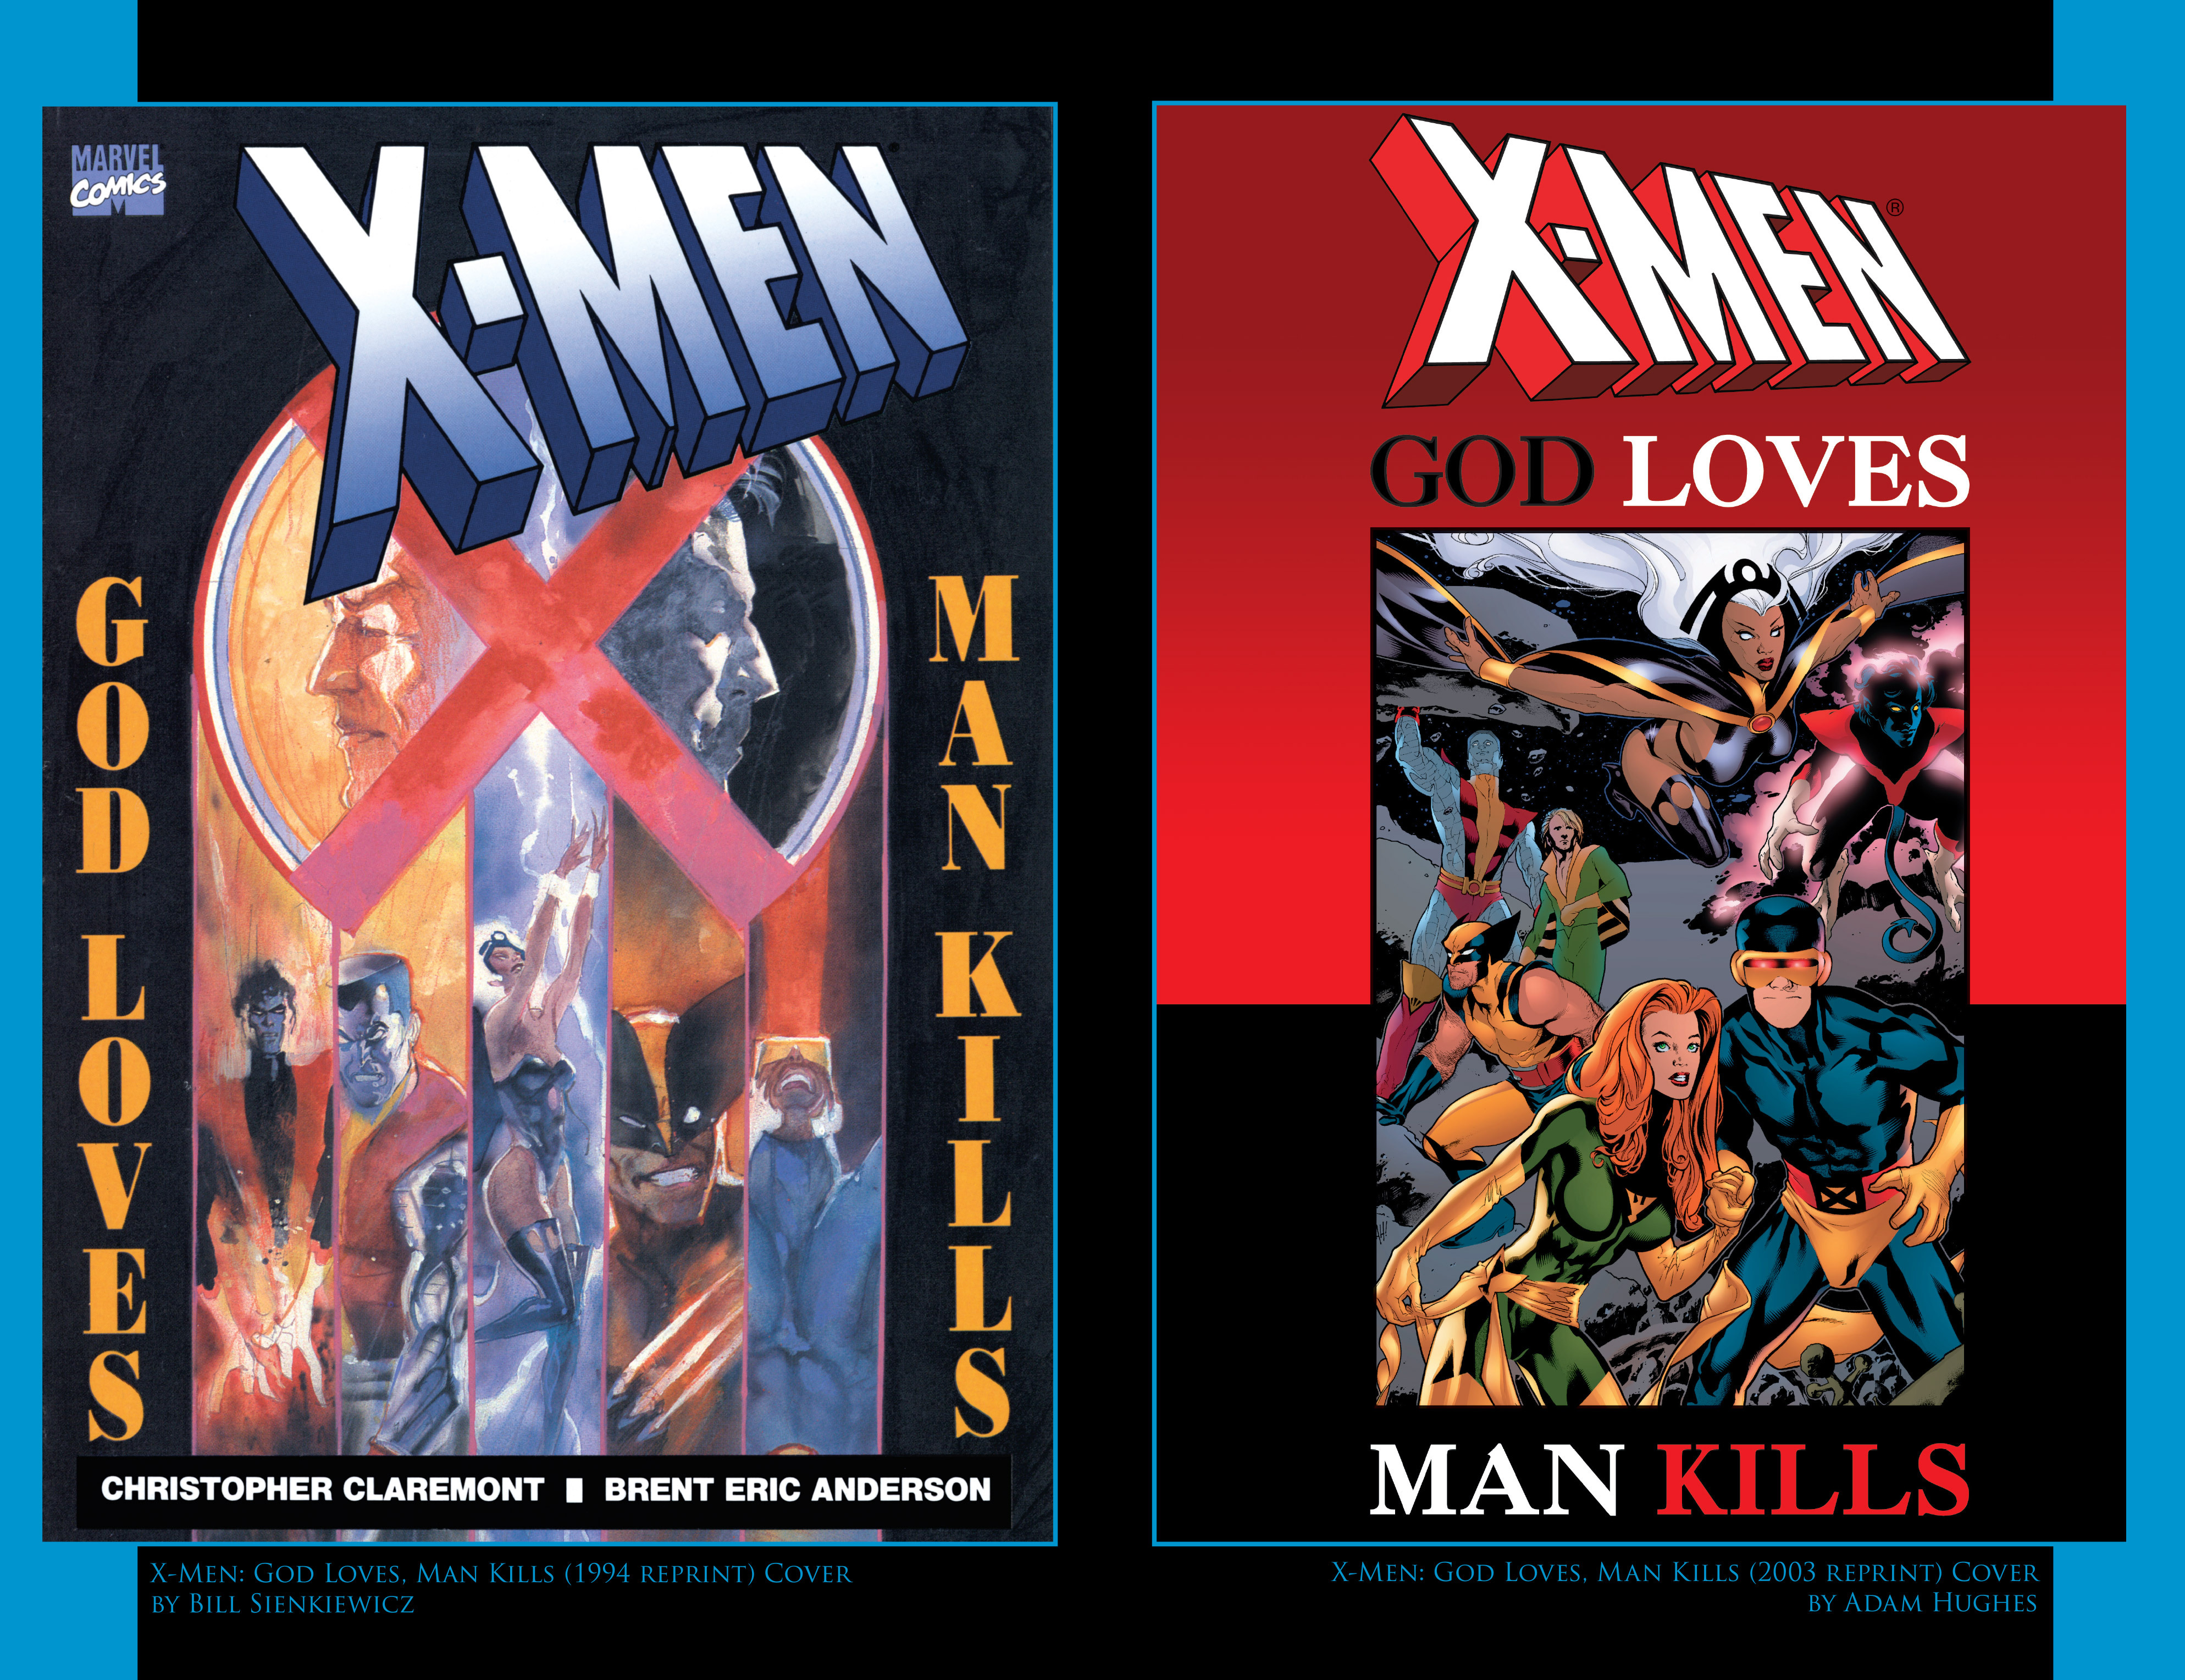 MARVEL
COMICS
X-MEN
GOD LOVES
MAN KILLS
CHRISTOPHER CLAREMONT ▮ BRENT ERIC ANDERSON
X-Men: God Loves, Man Kills (1994 reprint) Cover
by Bill Sienkiewicz
X-MEN®
GOD LOVES
MAN KILLS
X-Men: God Loves, Man Kills (2003 reprint) Cover
by Adam Hughes